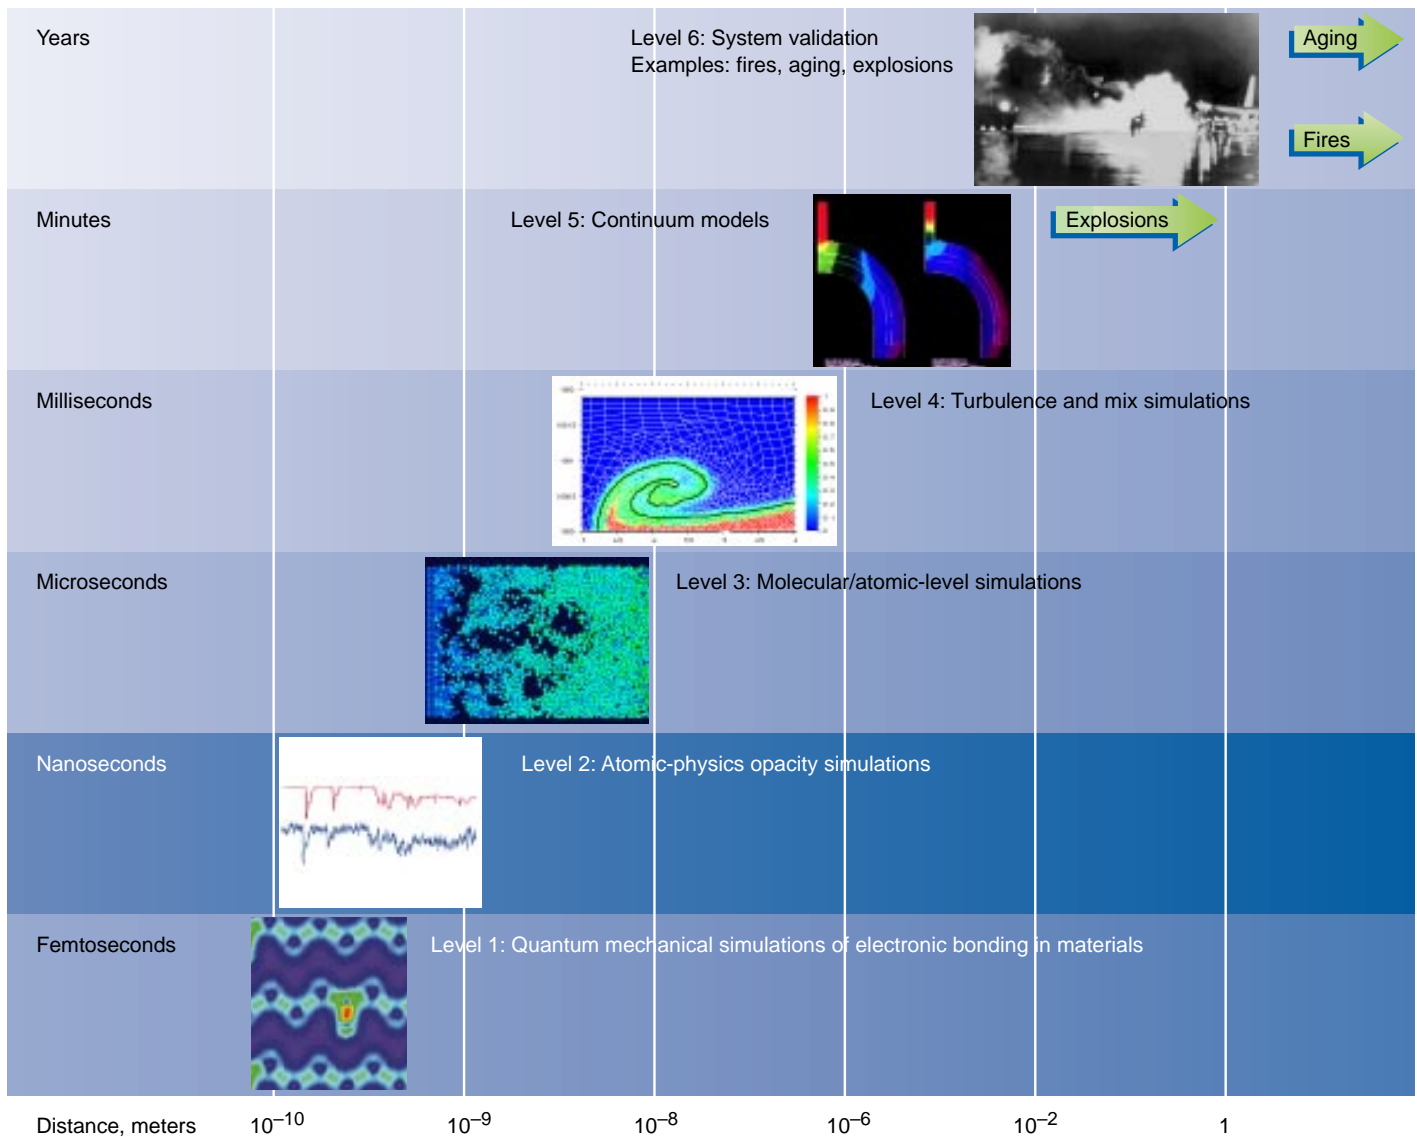 Years
Level 6: System validation
Examples: fires, aging, explosions
Aging
Fires
Minutes
Level 5: Continuum models
Explosions
Milliseconds
Level 4: Turbulence and mix simulations
Microseconds
Level 3: Molecular/atomic-level simulations
Nanoseconds
Level 2: Atomic-physics opacity simulations
Femtoseconds
Level 1: Quantum mechanical simulations of electronic bonding in materials
Distance, meters 10⁻¹⁰ 10⁻⁹ 10⁻⁸ 10⁻⁶ 10⁻² 1